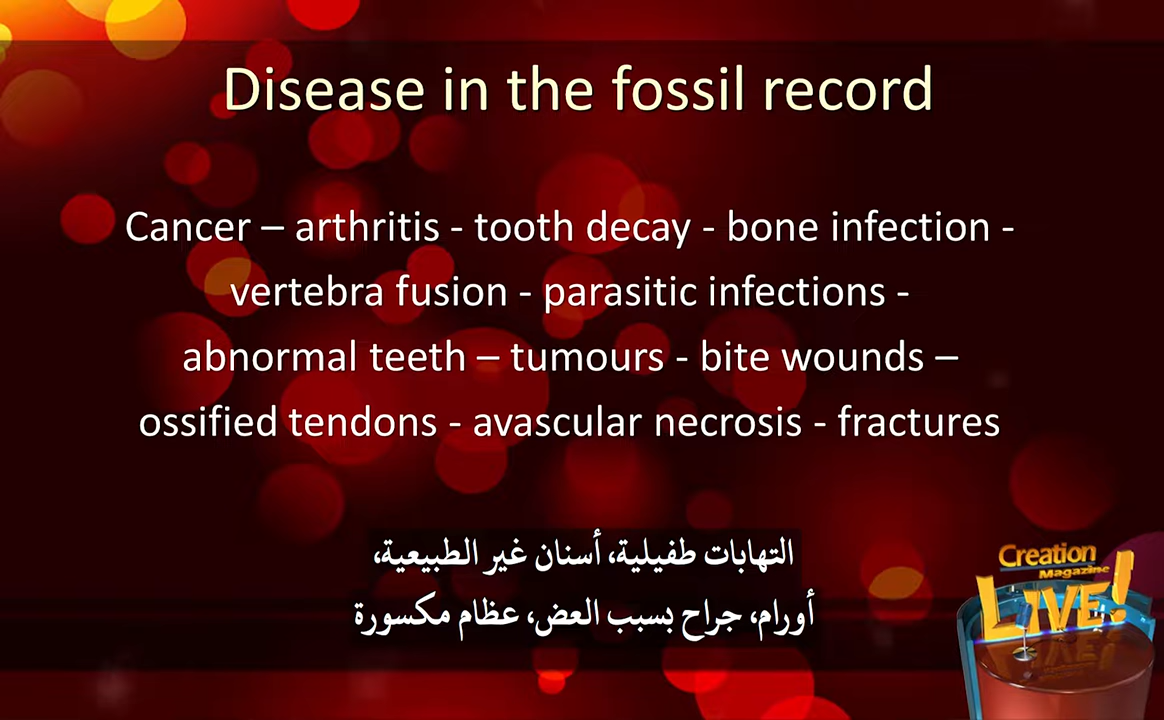 Disease in the fossil record
Cancer – arthritis - tooth decay - bone infection -
vertebra fusion - parasitic infections -
abnormal teeth – tumours - bite wounds –
ossified tendons - avascular necrosis - fractures
التهابات طفيلية، أسنان غير الطبيعية،
أورام، جراح بسبب العض، عظام مكسورة
Creation
Magazine
LIVE!